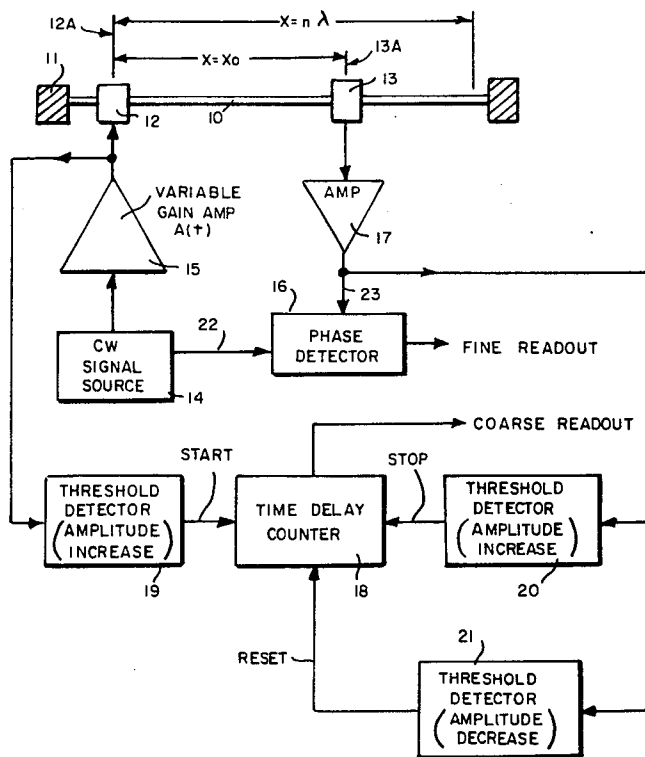 12A
X=nλ
X=Xo
13A
11
12
10
13
VARIABLE
GAIN AMP
A(t)
15
AMP
17
16
23
CW
SIGNAL
SOURCE
14
22
PHASE
DETECTOR
FINE READOUT
COARSE READOUT
START
STOP
THRESHOLD
DETECTOR
(AMPLITUDE
INCREASE)
19
TIME DELAY
COUNTER
18
THRESHOLD
DETECTOR
(AMPLITUDE
INCREASE)
20
RESET
21
THRESHOLD
DETECTOR
(AMPLITUDE
DECREASE)